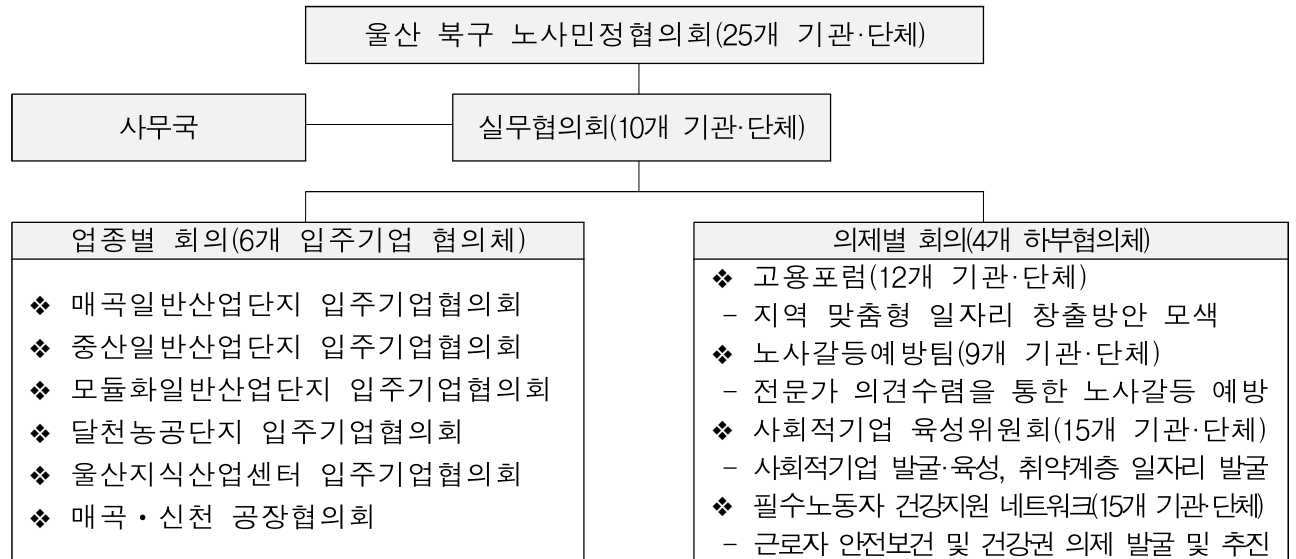 울산 북구 노사민정협의회(25개 기관·단체)
사무국
실무협의회(10개 기관·단체)
업종별 회의(6개 입주기업 협의체)
❖ 매곡일반산업단지 입주기업협의회
❖ 중산일반산업단지 입주기업협의회
❖ 모듈화일반산업단지 입주기업협의회
❖ 달천농공단지 입주기업협의회
❖ 울산지식산업센터 입주기업협의회
❖ 매곡·신천 공장협의회
의제별 회의(4개 하부협의체)
❖ 고용포럼(12개 기관·단체)
- 지역 맞춤형 일자리 창출방안 모색
❖ 노사갈등예방팀(9개 기관·단체)
- 전문가 의견수렴을 통한 노사갈등 예방
❖ 사회적기업 육성위원회(15개 기관·단체)
- 사회적기업 발굴·육성, 취약계층 일자리 발굴
❖ 필수노동자 건강지원 네트워크(15개 기관·단체)
- 근로자 안전보건 및 건강권 의제 발굴 및 추진